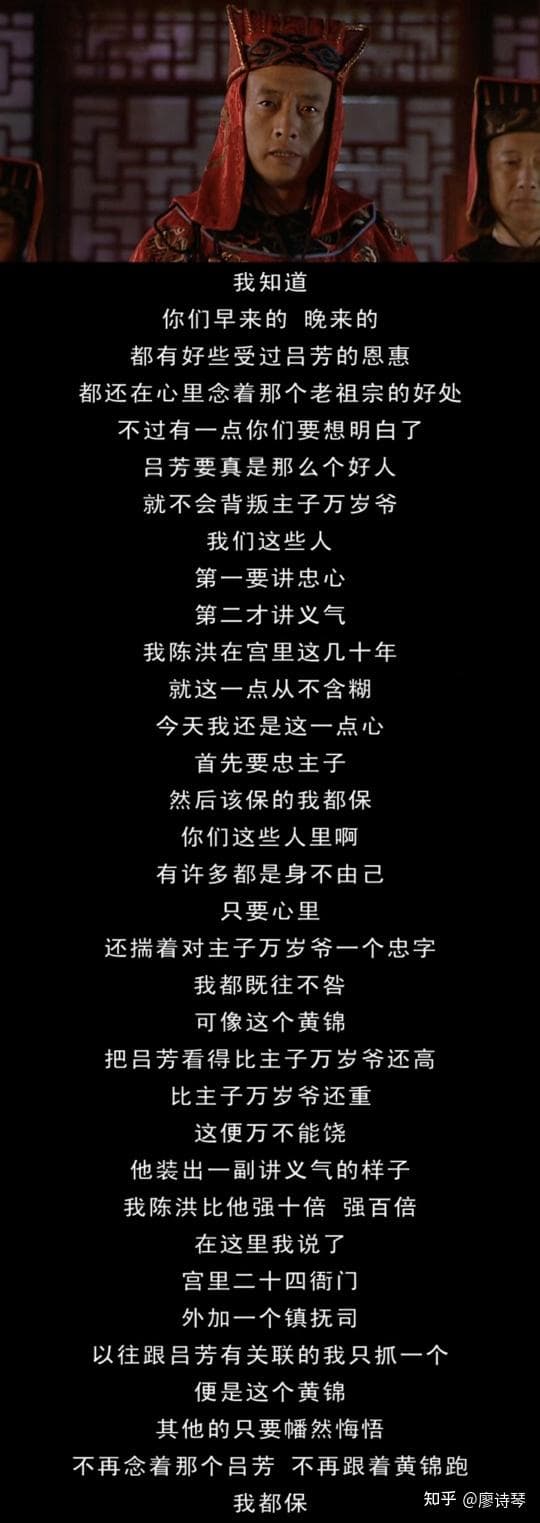 我知道
你们早来的 晚来的
都有好些受过吕芳的恩惠
都还在心里念着那个老祖宗的好处
不过有一点你们要想明白了
吕芳要真是那么个好人
就不会背叛主子万岁爷
我们这些人
第一要讲忠心
第二才讲义气
我陈洪在宫里这几十年
就这一点从不含糊
今天我还是这一点心
首先要忠主子
然后该保的我都保
你们这些人里啊
有许多都是身不由己
只要心里
还揣着对主子万岁爷一个忠字
我都既往不咎
可像这个黄锦
把吕芳看得比主子万岁爷还高
比主子万岁爷还重
这便万不能饶
他装出一副讲义气的样子
我陈洪比他强十倍 强百倍
在这里我说了
宫里二十四衙门
外加一个镇抚司
以往跟吕芳有关联的我只抓一个
便是这个黄锦
其他的只要幡然悔悟
不再念着那个吕芳 不再跟着黄锦跑
我都保
知乎 @廖诗琴